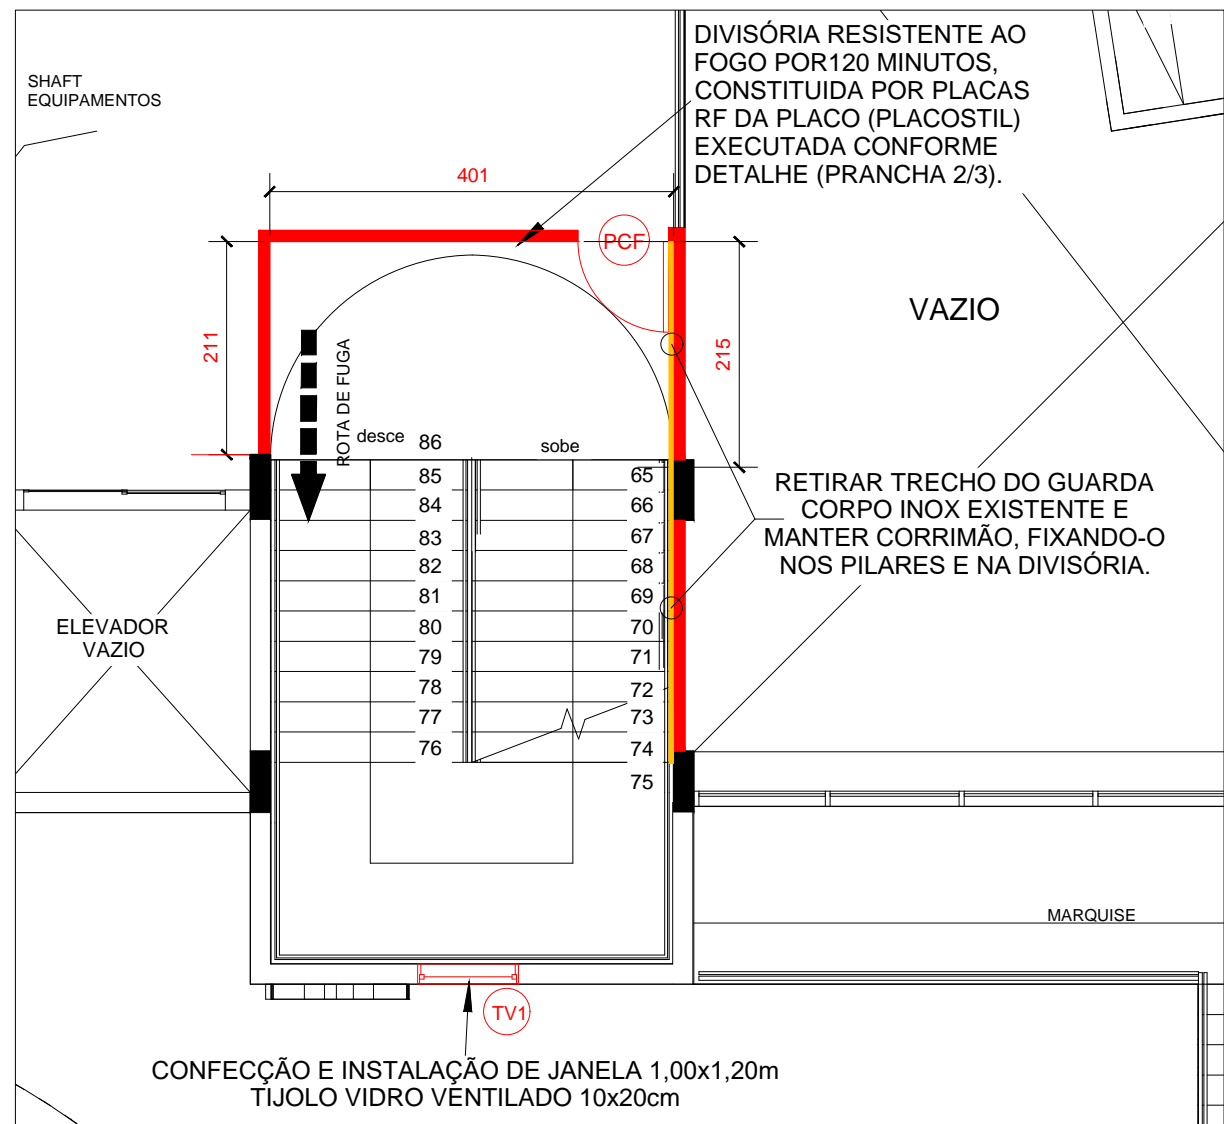 DIVISÓRIA RESISTENTE AO
FOGO POR120 MINUTOS,
CONSTITUIDA POR PLACAS
RF DA PLACO (PLACOSTIL)
EXECUTADA CONFORME
DETALHE (PRANCHA 2/3).
SHAFT
EQUIPAMENTOS
401
PCF
VAZIO
211
215
ROTA DE FUGA
desce
86
sobe
85
65
84
66
83
67
82
68
81
69
80
70
79
71
78
72
77
73
76
74
75
RETIRAR TRECHO DO GUARDA
CORPO INOX EXISTENTE E
MANTER CORRIMÃO, FIXANDO-O
NOS PILARES E NA DIVISÓRIA.
ELEVADOR
VAZIO
MARQUISE
TV1
CONFECÇÃO E INSTALAÇÃO DE JANELA 1,00x1,20m
TIJOLO VIDRO VENTILADO 10x20cm